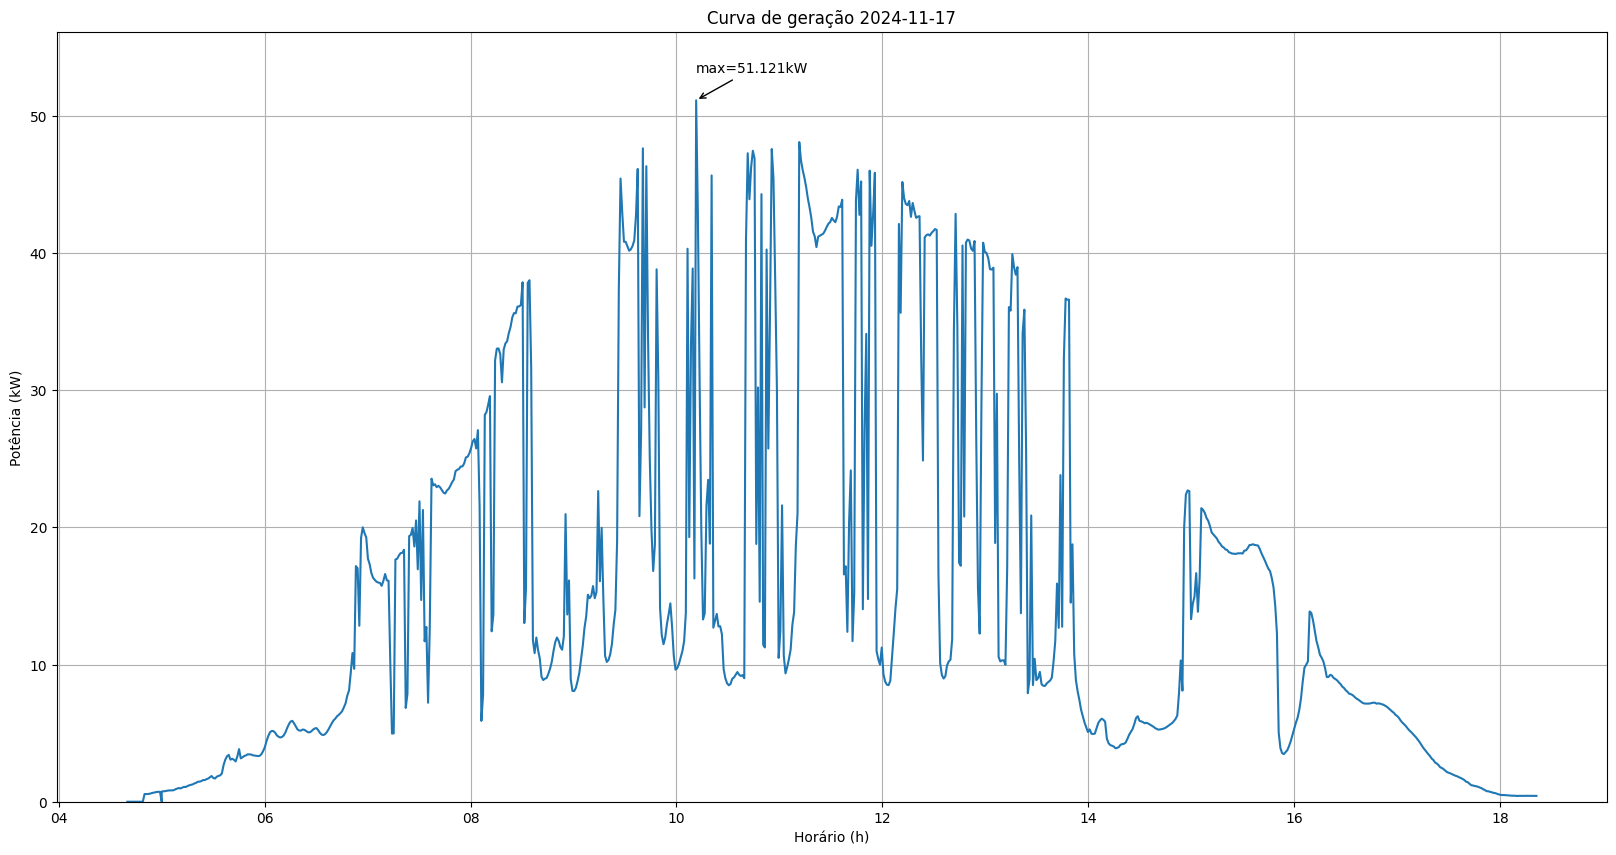 Curva de geração 2024-11-17
max=51.121kW
Potência (kW)
50
40
30
20
10
0
04 06 08 10 12 14 16 18
Horário (h)